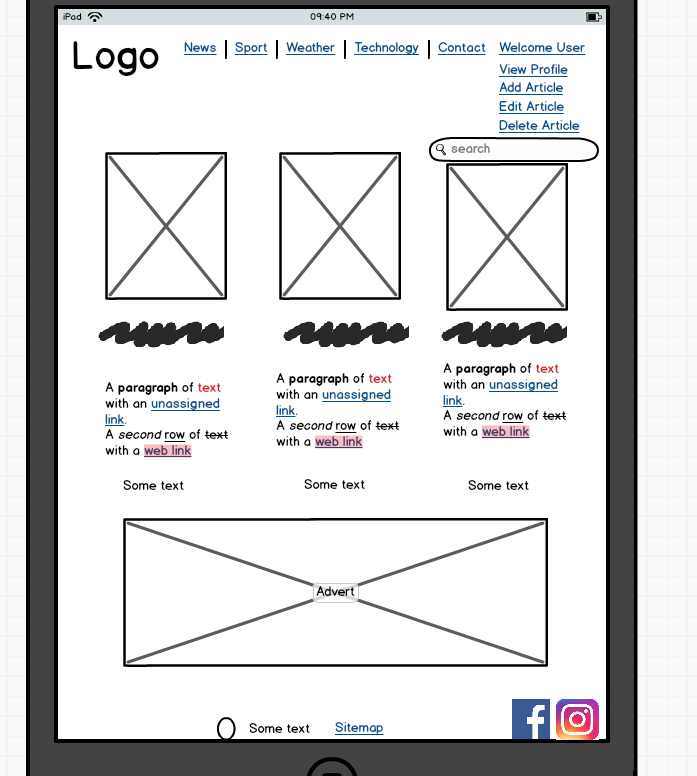 iPad 09:40 PM
Logo
News Sport Weather Technology Contact Welcome User
View Profile
Add Article
Edit Article
Delete Article
search
A paragraph of text
with an unassigned
link.
A second row of text
with a web link
Some text
A paragraph of text
with an unassigned
link.
A second row of text
with a web link
Some text
A paragraph of text
with an unassigned
link.
A second row of text
with a web link
Some text
Advert
Some text Sitemap